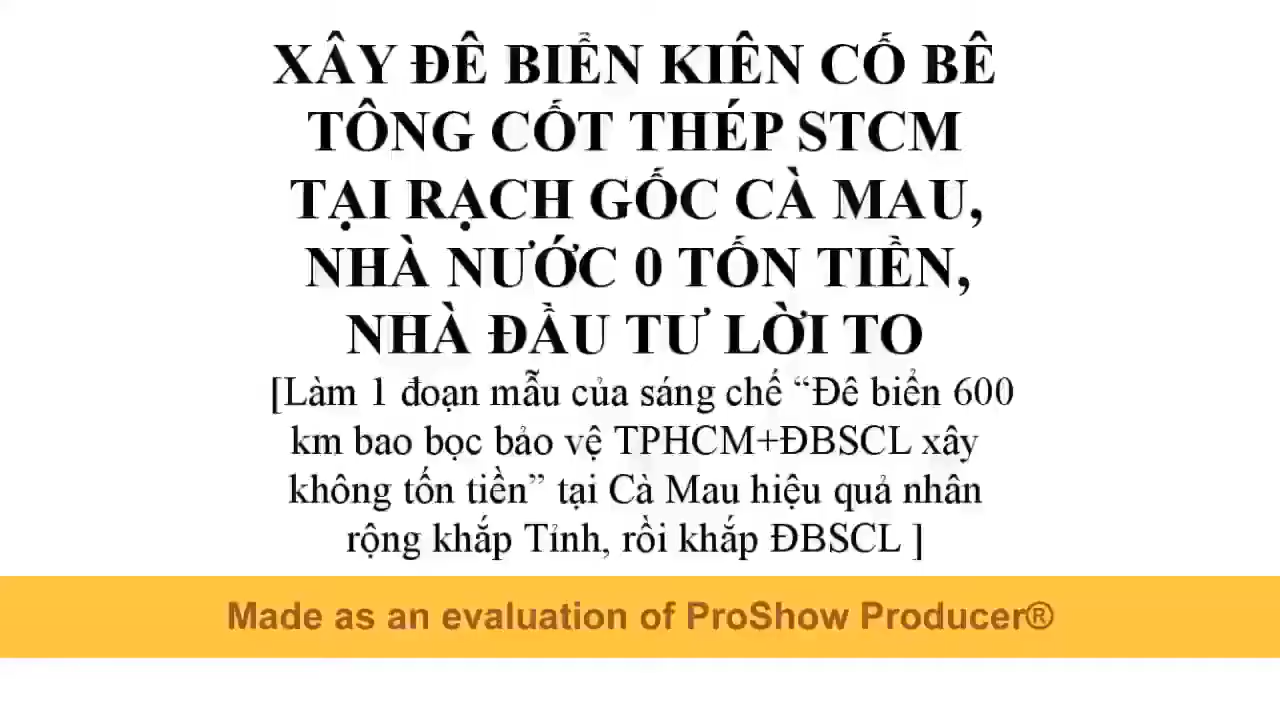 XÂY ĐÊ BIỂN KIÊN CỐ BÊ
TÔNG CỐT THÉP STCM
TẠI RẠCH GỐC CÀ MAU,
NHÀ NƯỚC 0 TỐN TIỀN,
NHÀ ĐẦU TƯ LỜI TO
[Làm 1 đoạn mẫu của sáng chế “Đê biển 600
km bao bọc bảo vệ TPHCM+ĐBSCL xây
không tốn tiền” tại Cà Mau hiệu quả nhân
rộng khắp Tỉnh, rồi khắp ĐBSCL ]
Made as an evaluation of ProShow Producer®